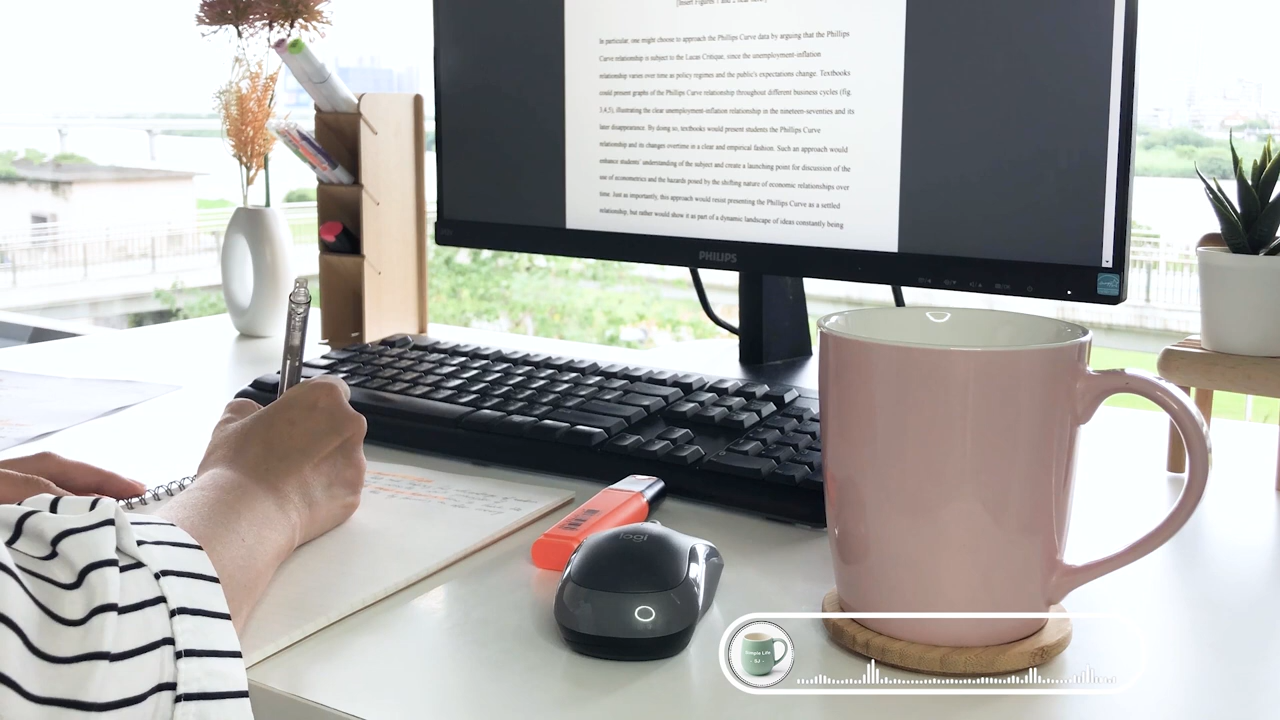 [Insert Figures 1 and 2 near here]
In particular, one might choose to approach the Phillips Curve data by arguing that the Phillips
Curve relationship is subject to the Lucas Critique, since the unemployment-inflation
relationship varies over time as policy regimes and the public's expectations change. Textbooks
could present graphs of the Phillips Curve relationship throughout different business cycles (fig.
3,4,5), illustrating the clear unemployment-inflation relationship in the nineteen-seventies and its
later disappearance. By doing so, textbooks would present students the Phillips Curve
relationship and its changes overtime in a clear and empirical fashion. Such an approach would
enhance students' understanding of the subject and create a launching point for discussion of the
use of econometrics and the hazards posed by the shifting nature of economic relationships over
time. Just as importantly, this approach would resist presenting the Phillips Curve as a settled
relationship, but rather would show it as part of a dynamic landscape of ideas constantly being
PHILIPS
logi
Simple Life
- SJ -